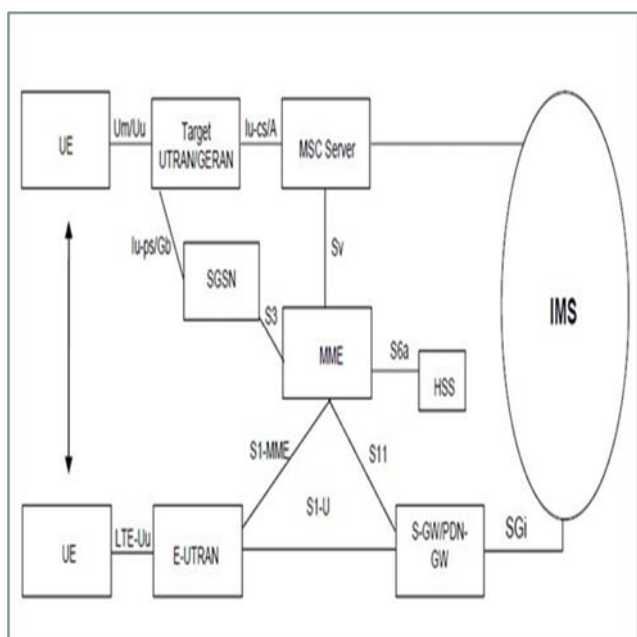 UE
Um/Uu
Target
UTRAN/GERAN
Iu-cs/A
MSC Server
Iu-ps/Gb
SGSN
Sv
S3
MME
S6a
HSS
IMS
S1-MME
S11
S1-U
UE
LTE-Uu
E-UTRAN
S-GW/PDN-
GW
SGi